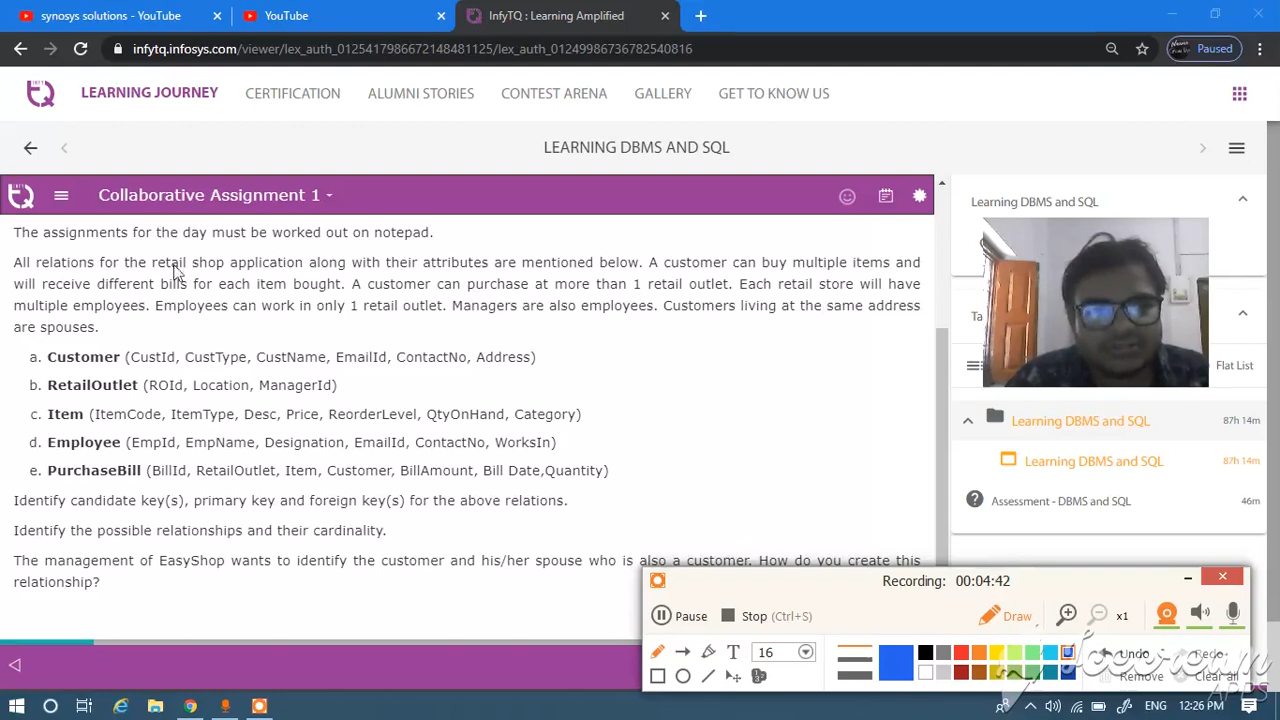 synosys solutions - YouTube
YouTube
InfyTQ : Learning Amplified
infytq.infosys.com/viewer/lex_auth_012541798667214848​1125/lex_auth_01249986736782540816
Paused
LEARNING JOURNEY
CERTIFICATION
ALUMNI STORIES
CONTEST ARENA
GALLERY
GET TO KNOW US
LEARNING DBMS AND SQL
Collaborative Assignment 1
The assignments for the day must be worked out on notepad.
All relations for the retail shop application along with their attributes are mentioned below. A customer can buy multiple items and
will receive different bills for each item bought. A customer can purchase at more than 1 retail outlet. Each retail store will have
multiple employees. Employees can work in only 1 retail outlet. Managers are also employees. Customers living at the same address
are spouses.
a. Customer (CustId, CustType, CustName, EmailId, ContactNo, Address)
b. RetailOutlet (ROId, Location, ManagerId)
c. Item (ItemCode, ItemType, Desc, Price, ReorderLevel, QtyOnHand, Category)
d. Employee (EmpId, EmpName, Designation, EmailId, ContactNo, WorksIn)
e. PurchaseBill (BillId, RetailOutlet, Item, Customer, BillAmount, Bill Date,Quantity)
Identify candidate key(s), primary key and foreign key(s) for the above relations.
Identify the possible relationships and their cardinality.
The management of EasyShop wants to identify the customer and his/her spouse who is also a customer. How do you create this
relationship?
Learning DBMS and SQL
Ta
Flat List
Learning DBMS and SQL
87h 14m
Learning DBMS and SQL
87h 14m
Assessment - DBMS and SQL
46m
Recording: 00:04:42
Pause
Stop (Ctrl+S)
Draw
x1
16
Undo
Redo
Clear all
APPS
ENG
12:26 PM